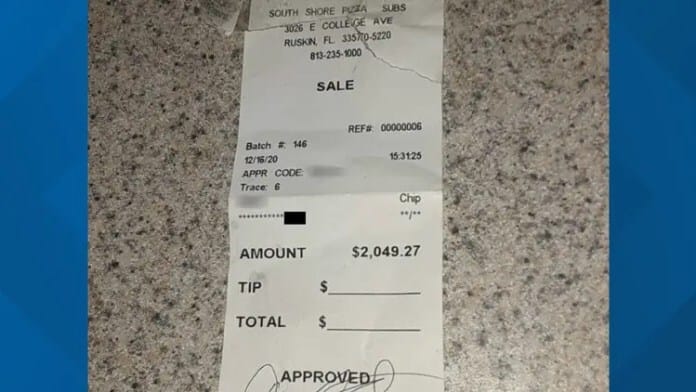 SOUTH SHORE PIZZA SUBS
3026 E COLLEGE AVE
RUSKIN, FL 33570-5220
813-235-1000
SALE
REF#: 00000006
Batch #: 146
12/16/20 15:31:25
APPR CODE:
Trace: 6
Chip
*********** **/**
AMOUNT $2,049.27
TIP $
TOTAL $
APPROVED